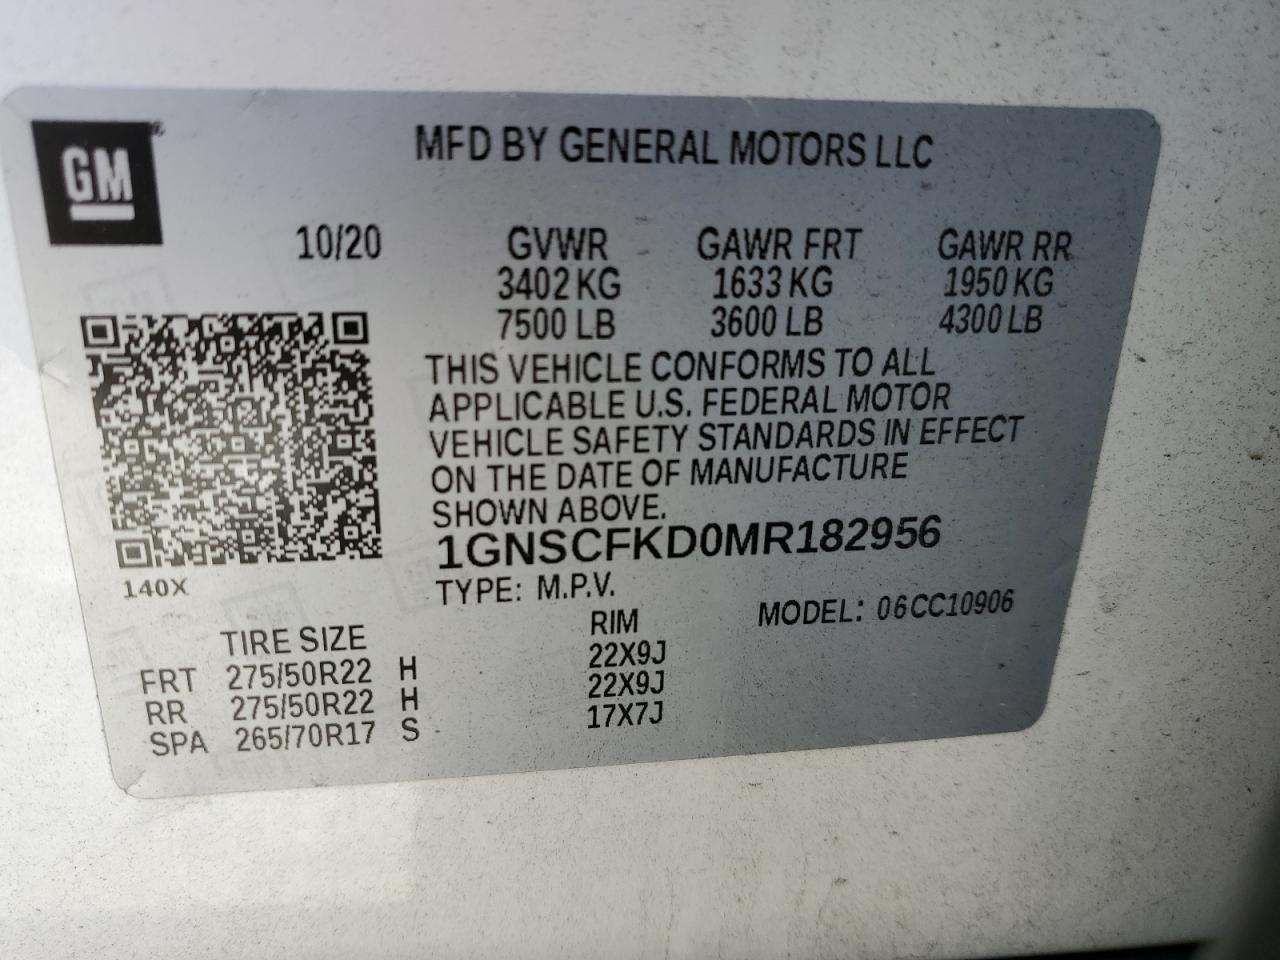 GM®
MFD BY GENERAL MOTORS LLC
10/20 GVWR GAWR FRT GAWR RR
3402 KG 1633 KG 1950 KG
7500 LB 3600 LB 4300 LB
THIS VEHICLE CONFORMS TO ALL
APPLICABLE U.S. FEDERAL MOTOR
VEHICLE SAFETY STANDARDS IN EFFECT
ON THE DATE OF MANUFACTURE
SHOWN ABOVE.
1GNSCFKD0MR182956
140X
TYPE: M.P.V.
MODEL: 06CC10906
TIRE SIZE RIM
FRT 275/50R22 H 22X9J
RR 275/50R22 H 22X9J
SPA 265/70R17 S 17X7J